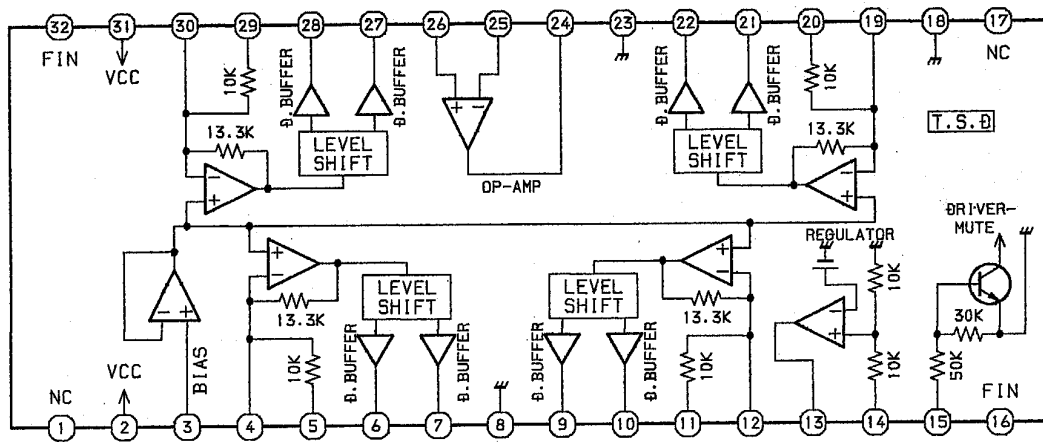 32 31 30 29 28 27 26 25 24 23 22 21 20 19 18 17
FIN
VCC
10K
Đ.BUFFER
Đ.BUFFER
Đ.BUFFER
Đ.BUFFER
10K
NC
+ −
13.3K
LEVEL
SHIFT
LEVEL
SHIFT
13.3K
T.S.Đ
−
+
OP-AMP
−
+
ĐRIVER-
MUTE
REGULATOR
+
−
+
−
LEVEL
SHIFT
LEVEL
SHIFT
10K
− +
13.3K
13.3K
−
+
30K
VCC
BIAS
10K
Đ.BUFFER
Đ.BUFFER
Đ.BUFFER
Đ.BUFFER
10K
10K
50K
NC
FIN
1 2 3 4 5 6 7 8 9 10 11 12 13 14 15 16